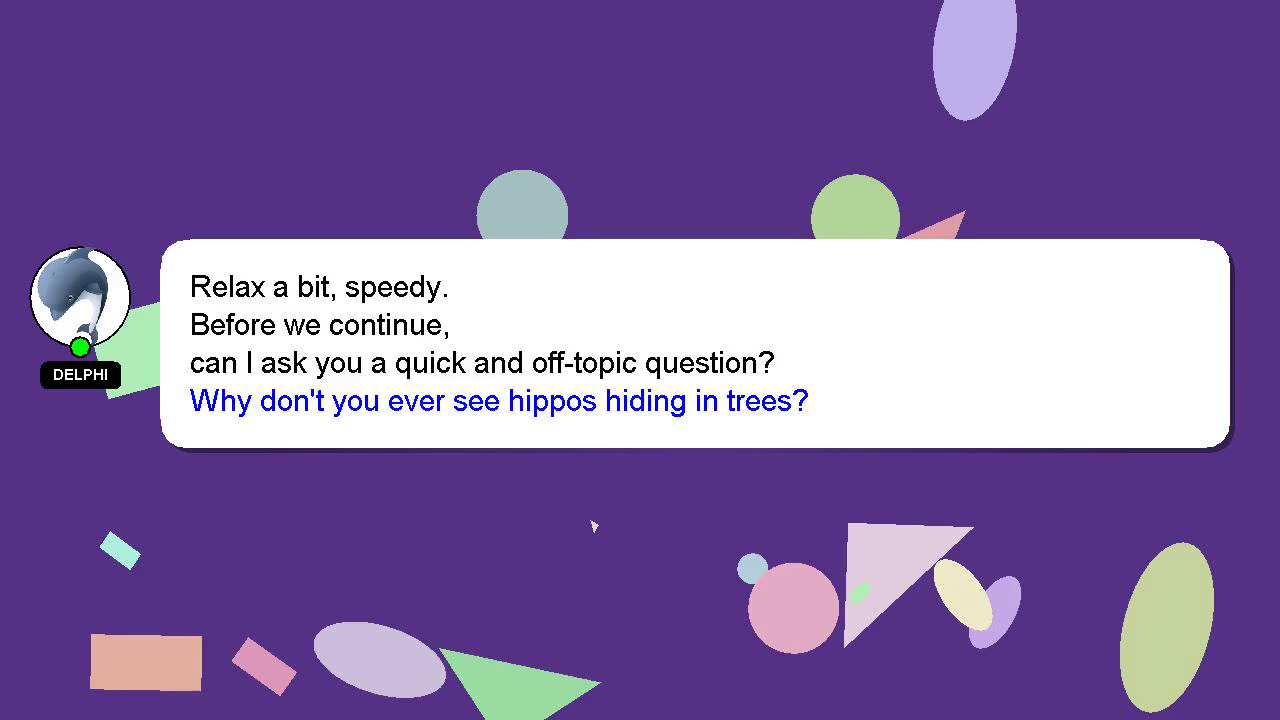 Relax a bit, speedy.
Before we continue,
can I ask you a quick and off-topic question?
Why don't you ever see hippos hiding in trees?
DELPHI